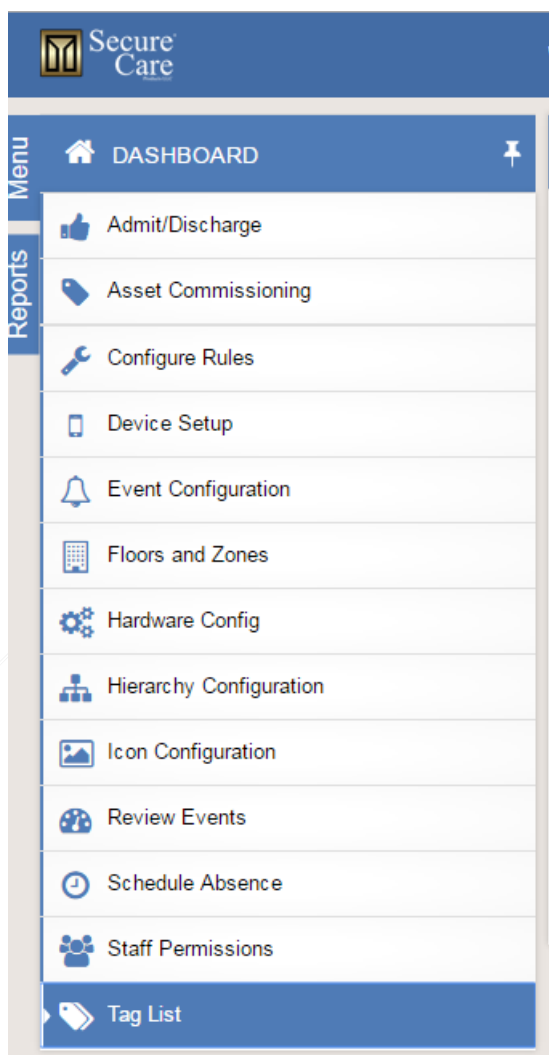 Secure
Care
Menu
Reports
DASHBOARD
Admit/Discharge
Asset Commissioning
Configure Rules
Device Setup
Event Configuration
Floors and Zones
Hardware Config
Hierarchy Configuration
Icon Configuration
Review Events
Schedule Absence
Staff Permissions
Tag List